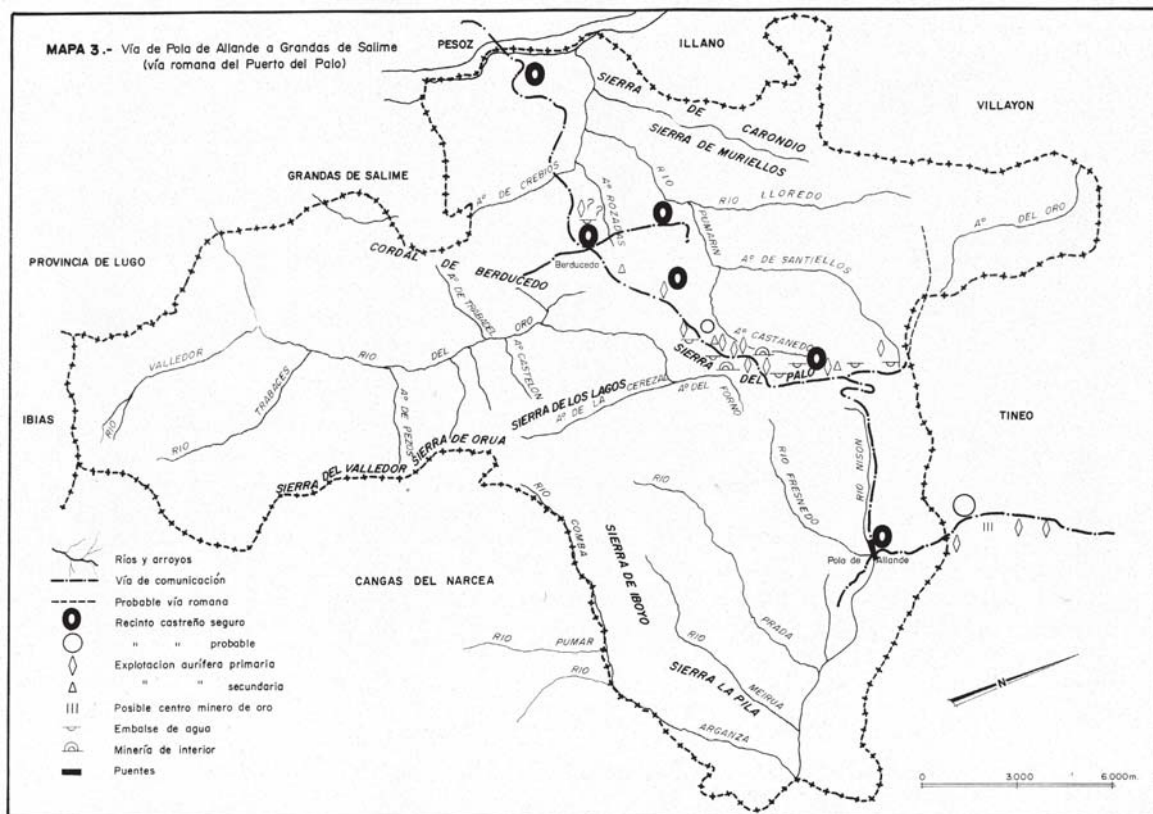 MAPA 3.- Vía de Pola de Allande a Grandas de Salime
(vía romana del Puerto del Palo)
PESOZ
ILLANO
VILLAYON
SIERRA DE CARONDIO
SIERRA DE MURIELLOS
GRANDAS DE SALIME
Aº DE CREBIOS
Aº ROZADAS
??
RIO PUMARIN
RIO LLOREDO
Aº DEL ORO
PROVINCIA DE LUGO
CORDAL DE BERDUCEDO
Berducedo
Aº DE SANTIELLOS
Aº DE TRABADEL
RIO VALLEDOR
RIO DEL ORO
Aº CASTELON
Aº CASTANEDO
SIERRA DEL PALO
RIO TRABACES
Aº DE PEZOS
SIERRA DE LOS LAGOS
Aº DE LA CEREZAL
Aº DEL TORNO
IBIAS
TINEO
SIERRA DE ORUA
SIERRA DEL VALLEDOR
RIO NISON
RIO FRESNEDO
RIO COMBA
RIO PRADA
SIERRA DE IBOYO
Pola de Allande
CANGAS DEL NARCEA
RIO PUMAR
RIO MEIRUA
SIERRA LA PILA
RIO ARGANZA
Ríos y arroyos
Vía de comunicación
Probable vía romana
Recinto castreño seguro
" " probable
Explotacion aurífera primaria
" " secundaria
Posible centro minero de oro
Embalse de agua
Minería de interior
Puentes
N
0 3.000 6.000 m.